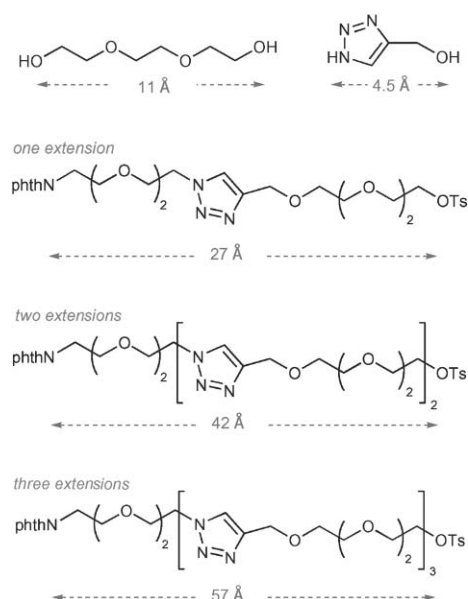 HO O O OH
11 Å
N N HN OH
4.5 Å
one extension
phthN O 2 N N N O O 2 OTs
27 Å
two extensions
phthN O 2 N N N O O 2 OTs 2
42 Å
three extensions
phthN O 2 N N N O O 2 OTs 3
57 Å